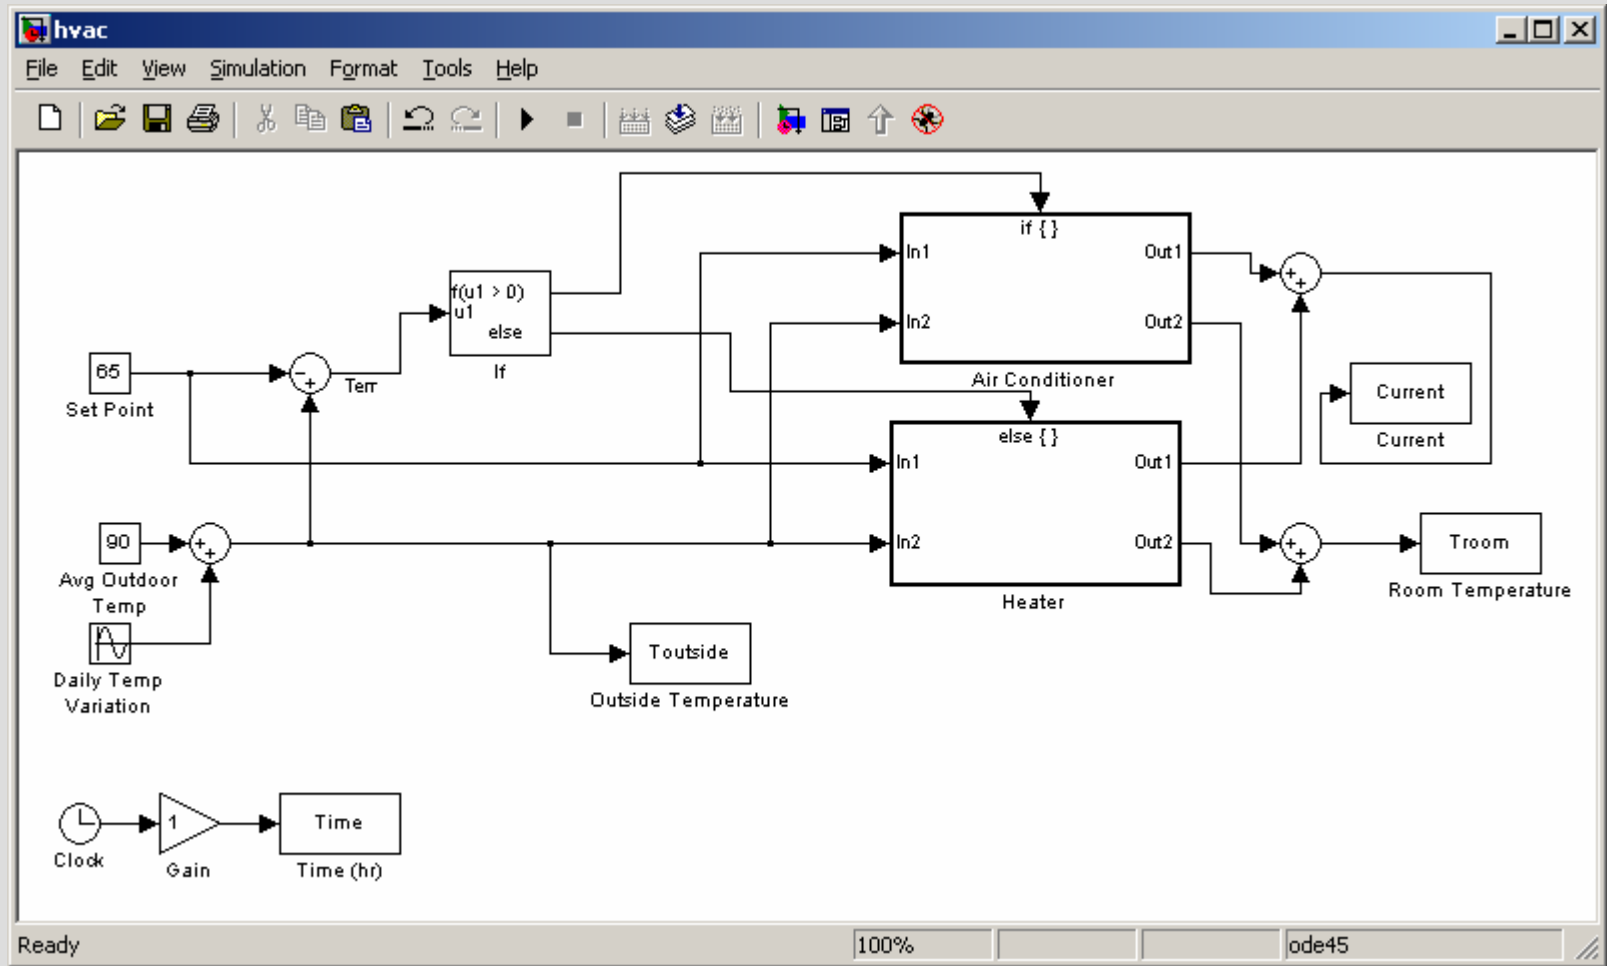 hvac
File Edit View Simulation Format Tools Help
if { }
In1 Out1
In2 Out2
Air Conditioner
f(u1 > 0)
u1
else
If
65
Set Point
-
+
Terr
+
+
Current
Current
else { }
In1 Out1
In2 Out2
Heater
90
Avg Outdoor
Temp
+
+
Daily Temp
Variation
+
+
Troom
Room Temperature
Toutside
Outside Temperature
Clock
1
Gain
Time
Time (hr)
Ready 100% ode45